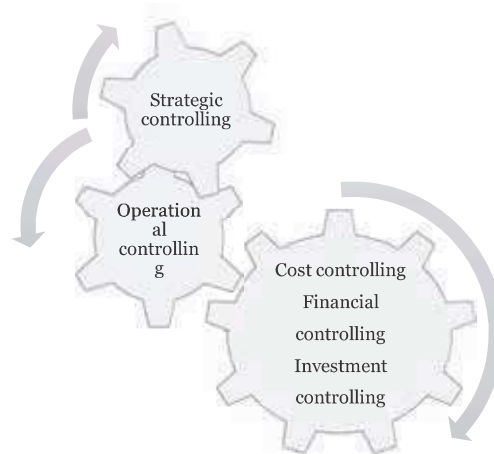 Strategic
controlling
Operation
al
controllin
g
Cost controlling
Financial
controlling
Investment
controlling